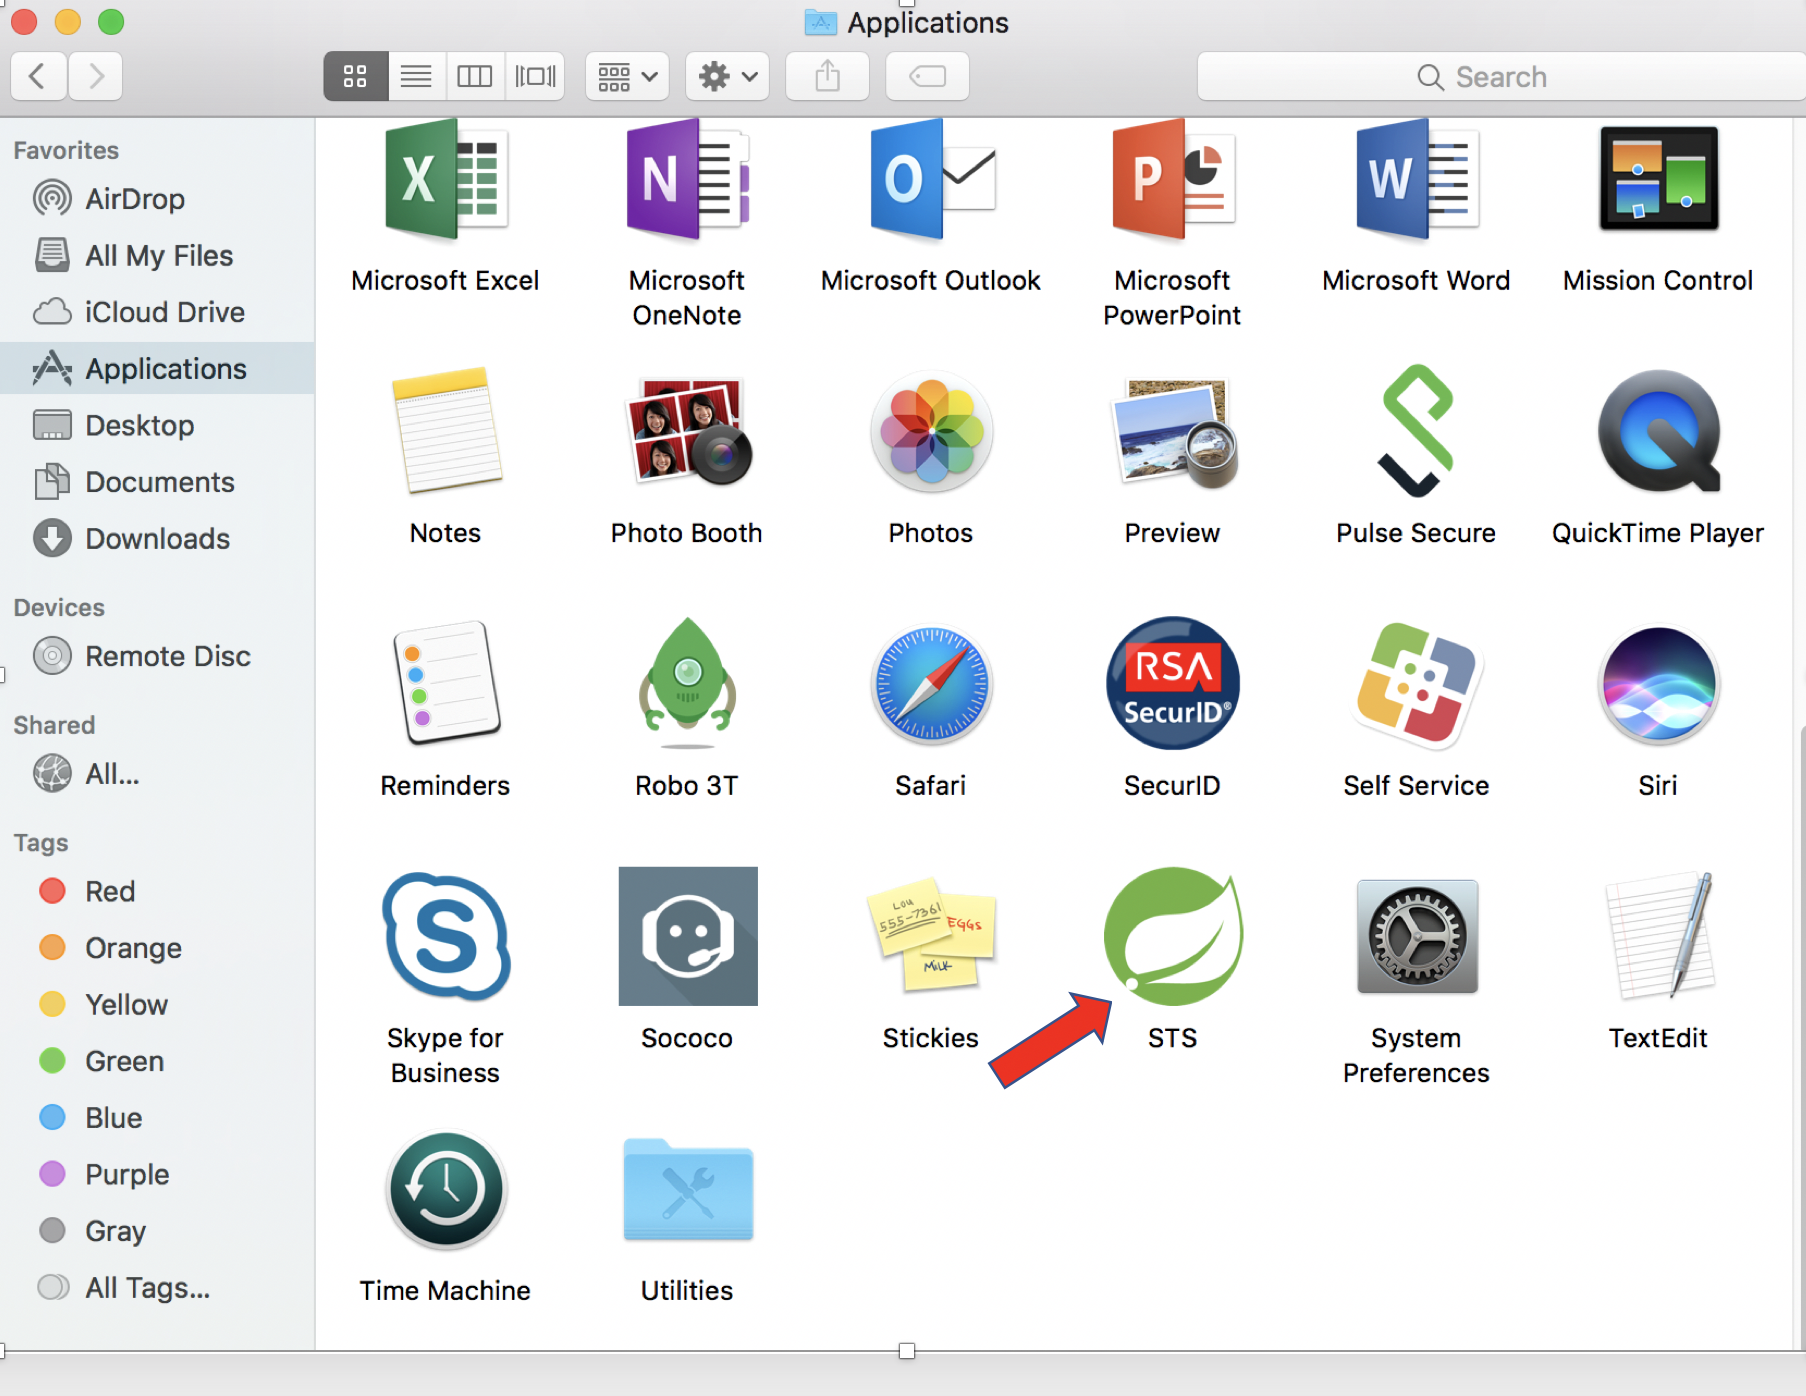 Applications
Search
Favorites
AirDrop
All My Files
iCloud Drive
Applications
Desktop
Documents
Downloads
Devices
Remote Disc
Shared
All...
Tags
Red
Orange
Yellow
Green
Blue
Purple
Gray
All Tags...
X
N
O
P
W
Microsoft Excel
Microsoft
OneNote
Microsoft Outlook
Microsoft
PowerPoint
Microsoft Word
Mission Control
Notes
Photo Booth
Photos
Preview
Pulse Secure
QuickTime Player
RSA
SecurID®
Reminders
Robo 3T
Safari
SecurID
Self Service
Siri
S
Lou
555-7361
EGGS
MILK
Skype for
Business
Sococo
Stickies
STS
System
Preferences
TextEdit
Time Machine
Utilities